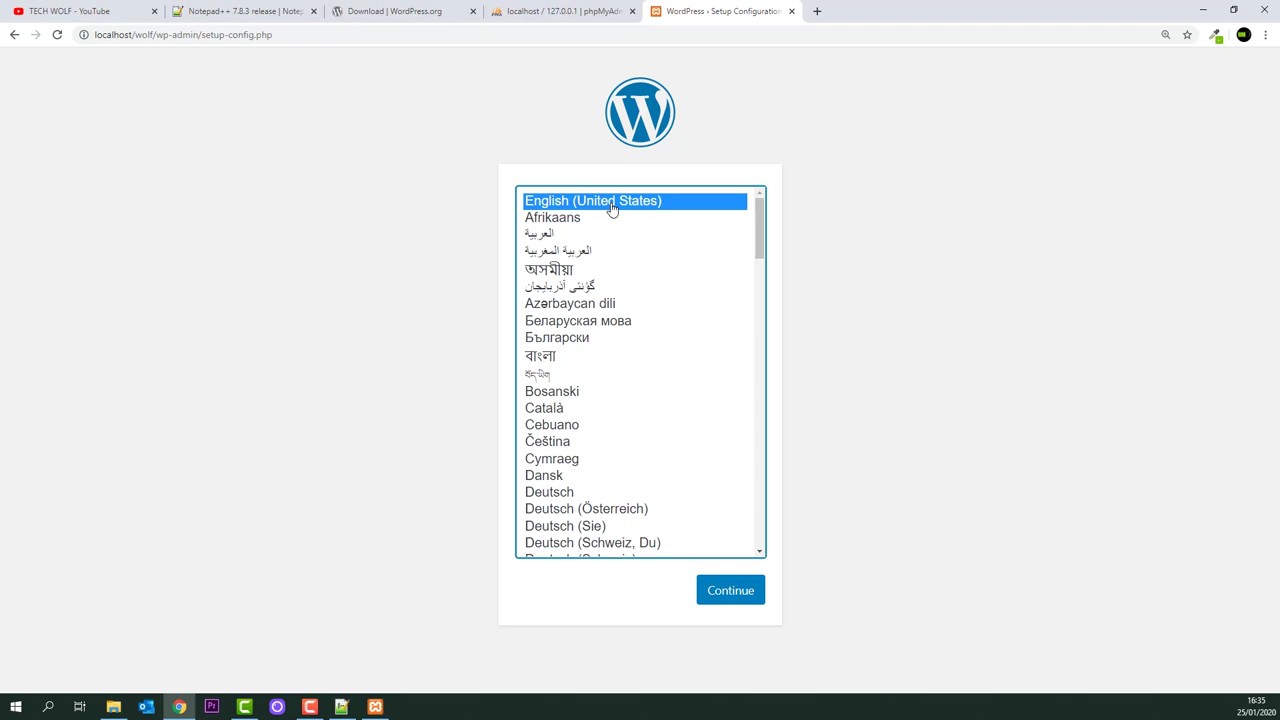 TECH WOLF - YouTube
Notepad++ 7.8.3 release | Notep
Download | WordPress.org
localhost / 127.0.0.1 | phpMyAdm
WordPress › Setup Configuration
localhost/wolf/wp-admin/setup-config.php
English (United States)
Afrikaans
العربية
العربية المغربية
অসমীয়া
گؤنئی آذربایجان
Azərbaycan dili
Беларуская мова
Български
বাংলা
བོད་ཡིག
Bosanski
Català
Cebuano
Čeština
Cymraeg
Dansk
Deutsch
Deutsch (Österreich)
Deutsch (Sie)
Deutsch (Schweiz, Du)
Continue
16:35
25/01/2020